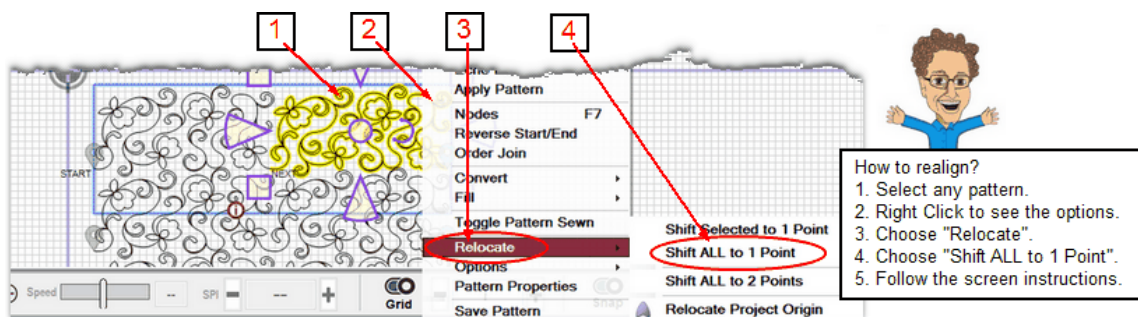 1
2
3
4
Apply Pattern
Nodes F7
Reverse Start/End
Order Join
Convert
Fill
Toggle Pattern Sewn
Relocate
Options
Pattern Properties
Save Pattern
Shift Selected to 1 Point
Shift ALL to 1 Point
Shift ALL to 2 Points
Relocate Project Origin
START
NEXT
Speed
--
SPI
--
Grid
Snap
How to realign?
1. Select any pattern.
2. Right Click to see the options.
3. Choose "Relocate".
4. Choose "Shift ALL to 1 Point".
5. Follow the screen instructions.